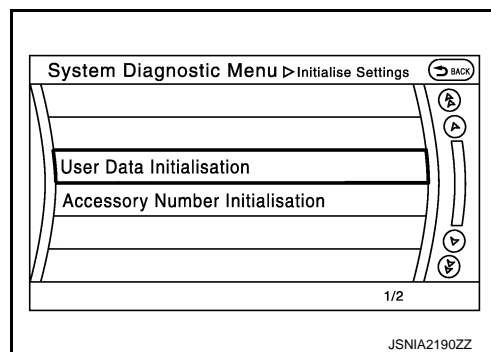 System Diagnostic Menu ▷ Initialise Settings
BACK
User Data Initialisation
Accessory Number Initialisation
1/2
JSNIA2190ZZ